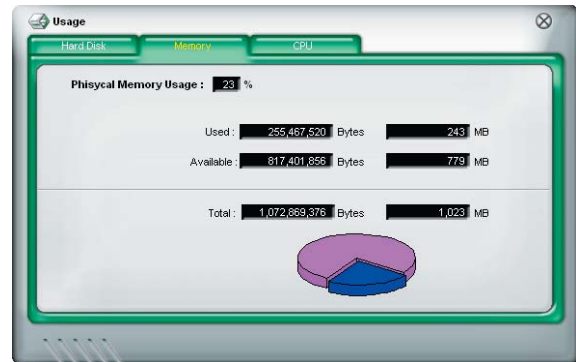 Usage
Hard Disk Memory CPU
Phisycal Memory Usage : 23 %
Used : 255,467,520 Bytes 243 MB
Available : 817,401,856 Bytes 779 MB
Total : 1,072,869,376 Bytes 1,023 MB